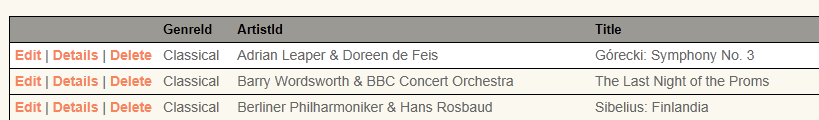 GenreId ArtistId Title
Edit | Details | Delete Classical Adrian Leaper & Doreen de Feis Górecki: Symphony No. 3
Edit | Details | Delete Classical Barry Wordsworth & BBC Concert Orchestra The Last Night of the Proms
Edit | Details | Delete Classical Berliner Philharmoniker & Hans Rosbaud Sibelius: Finlandia